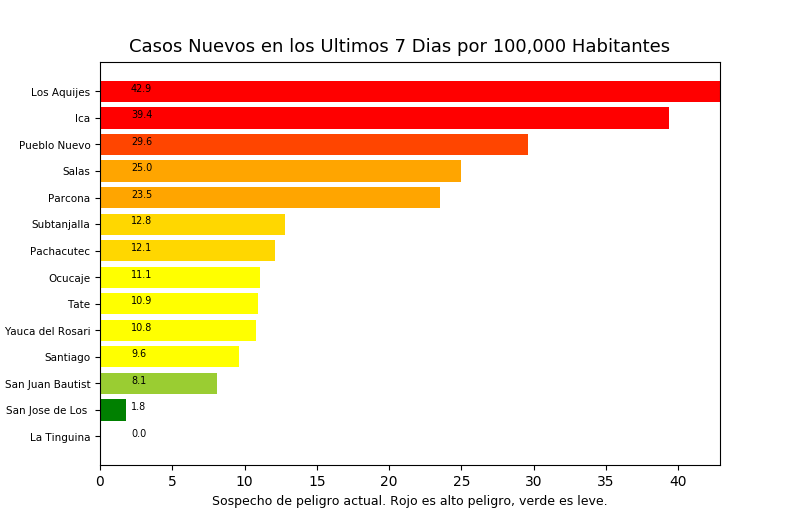 Casos Nuevos en los Ultimos 7 Dias por 100,000 Habitantes
Los Aquijes 42.9
Ica 39.4
Pueblo Nuevo 29.6
Salas 25.0
Parcona 23.5
Subtanjalla 12.8
Pachacutec 12.1
Ocucaje 11.1
Tate 10.9
Yauca del Rosari 10.8
Santiago 9.6
San Juan Bautist 8.1
San Jose de Los 1.8
La Tinguina 0.0
0 5 10 15 20 25 30 35 40
Sospecho de peligro actual. Rojo es alto peligro, verde es leve.